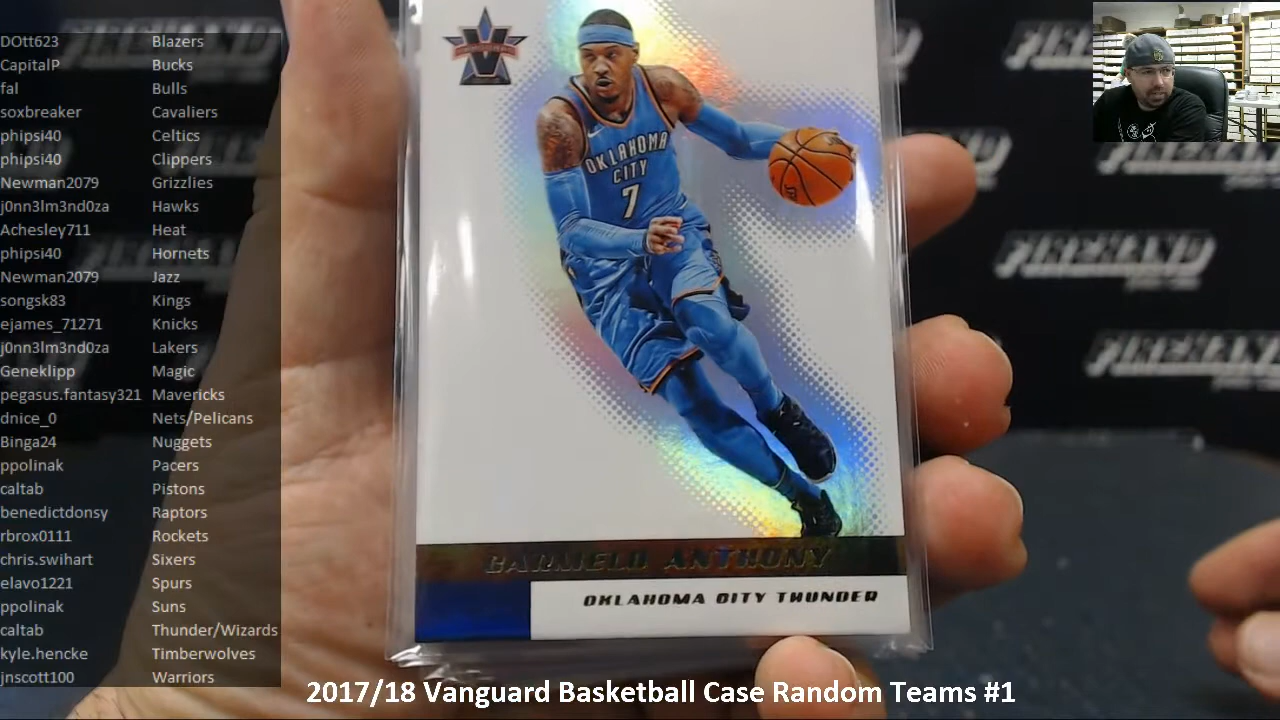 DOtt623 Blazers
CapitalP Bucks
fal Bulls
soxbreaker Cavaliers
phipsi40 Celtics
phipsi40 Clippers
Newman2079 Grizzlies
j0nn3lm3nd0za Hawks
Achesley711 Heat
phipsi40 Hornets
Newman2079 Jazz
songsk83 Kings
ejames_71271 Knicks
j0nn3lm3nd0za Lakers
Geneklipp Magic
pegasus.fantasy321 Mavericks
dnice_0 Nets/Pelicans
Binga24 Nuggets
ppolinak Pacers
caltab Pistons
benedictdonsy Raptors
rbrox0111 Rockets
chris.swihart Sixers
elavo1221 Spurs
ppolinak Suns
caltab Thunder/Wizards
kyle.hencke Timberwolves
jnscott100 Warriors
V
OKLAHOMA
CITY
7
CARMELO ANTHONY
OKLAHOMA CITY THUNDER
FIREHAND
FIREHAND
FIREHAND
2017/18 Vanguard Basketball Case Random Teams #1